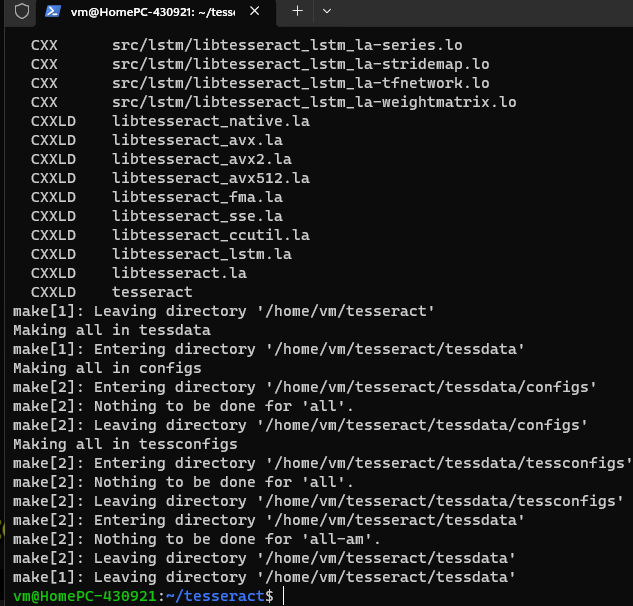 vm@HomePC-430921: ~/tess
CXX src/lstm/libtesseract_lstm_la-series.lo
CXX src/lstm/libtesseract_lstm_la-stridemap.lo
CXX src/lstm/libtesseract_lstm_la-tfnetwork.lo
CXX src/lstm/libtesseract_lstm_la-weightmatrix.lo
CXXLD libtesseract_native.la
CXXLD libtesseract_avx.la
CXXLD libtesseract_avx2.la
CXXLD libtesseract_avx512.la
CXXLD libtesseract_fma.la
CXXLD libtesseract_sse.la
CXXLD libtesseract_ccutil.la
CXXLD libtesseract_lstm.la
CXXLD libtesseract.la
CXXLD tesseract
make[1]: Leaving directory '/home/vm/tesseract'
Making all in tessdata
make[1]: Entering directory '/home/vm/tesseract/tessdata'
Making all in configs
make[2]: Entering directory '/home/vm/tesseract/tessdata/configs'
make[2]: Nothing to be done for 'all'.
make[2]: Leaving directory '/home/vm/tesseract/tessdata/configs'
Making all in tessconfigs
make[2]: Entering directory '/home/vm/tesseract/tessdata/tessconfigs'
make[2]: Nothing to be done for 'all'.
make[2]: Leaving directory '/home/vm/tesseract/tessdata/tessconfigs'
make[2]: Entering directory '/home/vm/tesseract/tessdata'
make[2]: Nothing to be done for 'all-am'.
make[2]: Leaving directory '/home/vm/tesseract/tessdata'
make[1]: Leaving directory '/home/vm/tesseract/tessdata'
vm@HomePC-430921:~/tesseract$